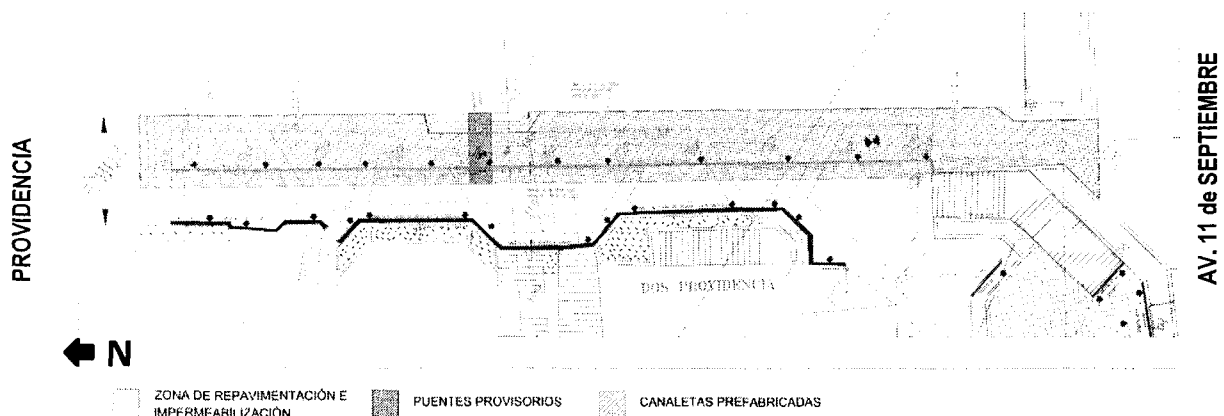 PROVIDENCIA
AV. 11 de SEPTIEMBRE
DOS PROVIDENCIA
N
ZONA DE REPAVIMENTACIÓN E
IMPERMEABILIZACIÓN
PUENTES PROVISORIOS
CANALETAS PREFABRICADAS